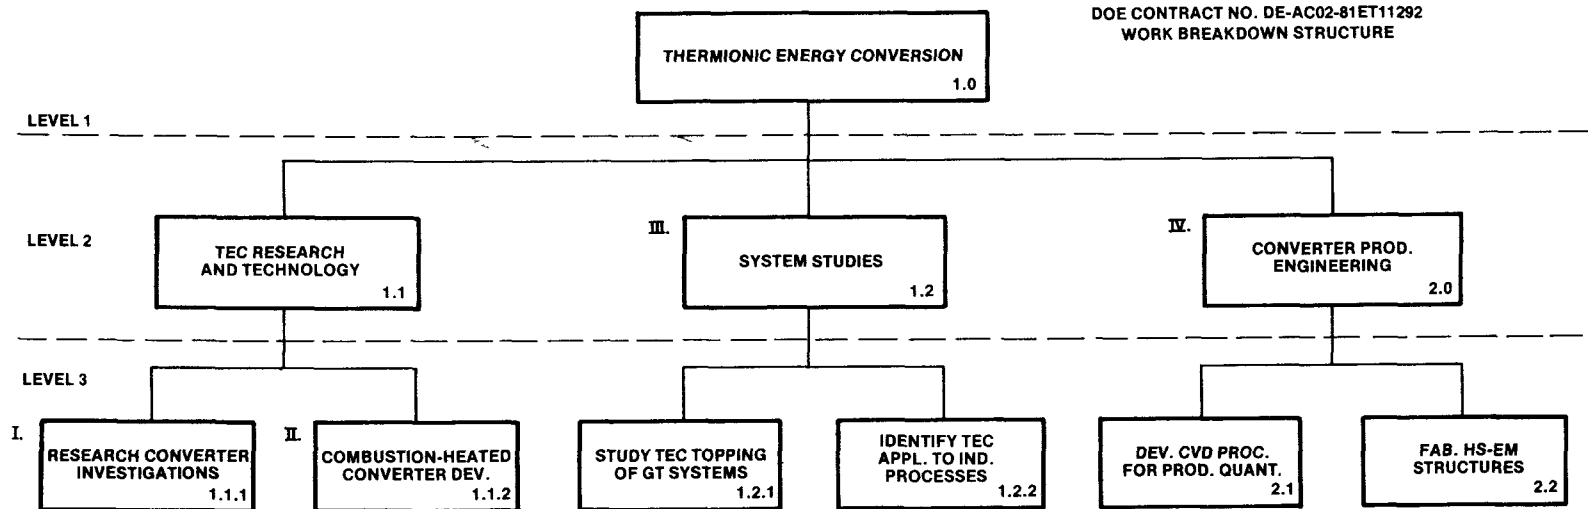 DOE CONTRACT NO. DE-AC02-81ET11292
WORK BREAKDOWN STRUCTURE
THERMIONIC ENERGY CONVERSION
1.0
LEVEL 1
LEVEL 2
TEC RESEARCH
AND TECHNOLOGY
1.1
III.
SYSTEM STUDIES
1.2
IV.
CONVERTER PROD.
ENGINEERING
2.0
LEVEL 3
I.
RESEARCH CONVERTER
INVESTIGATIONS
1.1.1
II.
COMBUSTION-HEATED
CONVERTER DEV.
1.1.2
STUDY TEC TOPPING
OF GT SYSTEMS
1.2.1
IDENTIFY TEC
APPL. TO IND.
PROCESSES
1.2.2
DEV. CVD PROC.
FOR PROD. QUANT.
2.1
FAB. HS-EM
STRUCTURES
2.2